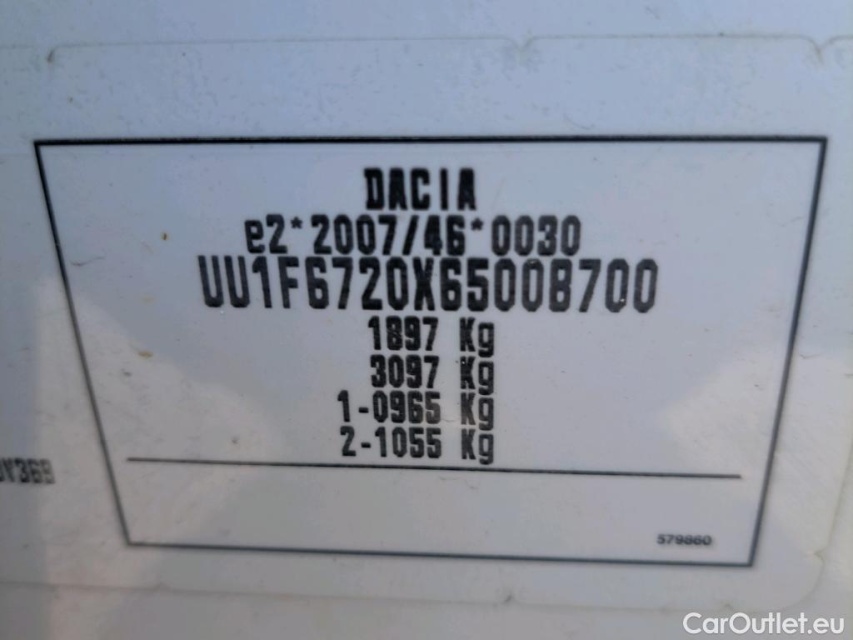 DACIA
e2*2007/46*0030
UU1F6720X65008700
1897 Kg
3097 Kg
1-0965 Kg
2-1055 Kg
579860
CarOutlet.eu